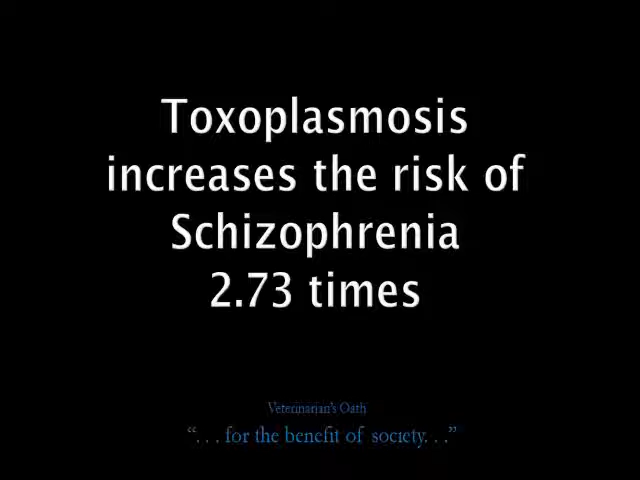 Toxoplasmosis
increases the risk of
Schizophrenia
2.73 times
Veterinarian's Oath
“. . . for the benefit of society. . .”